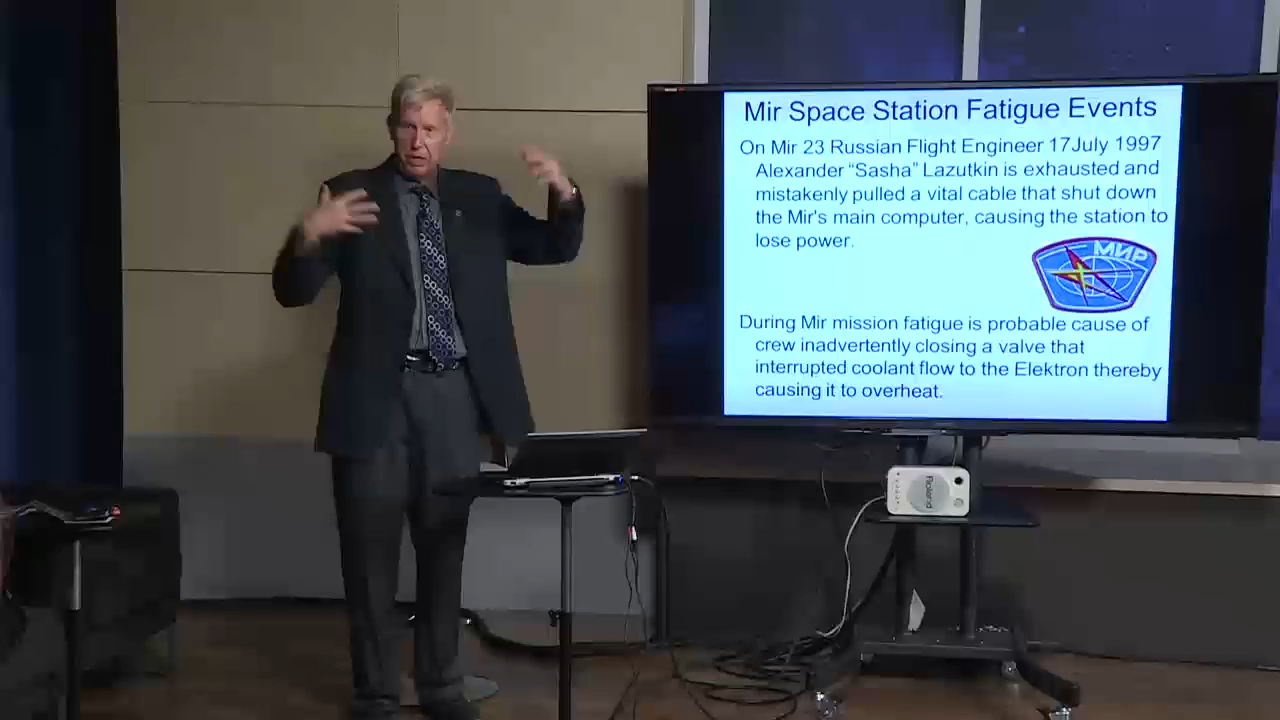 Mir Space Station Fatigue Events
On Mir 23 Russian Flight Engineer 17July 1997
Alexander “Sasha” Lazutkin is exhausted and
mistakenly pulled a vital cable that shut down
the Mir's main computer, causing the station to
lose power.
МИР
During Mir mission fatigue is probable cause of
crew inadvertently closing a valve that
interrupted coolant flow to the Elektron thereby
causing it to overheat.
Roland